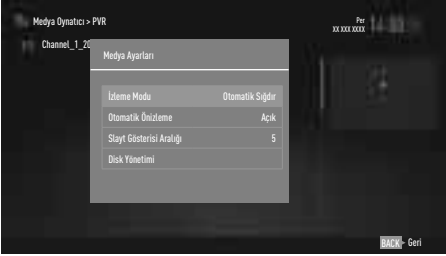 Medya Oynatıcı > PVR
Per
XX XXX XXXX
Channel_1_20
Medya Ayarları
İzleme Modu Otomatik Sığdır
Otomatik Önizleme Açık
Slayt Gösterisi Aralığı 5
Disk Yönetimi
BACK Geri